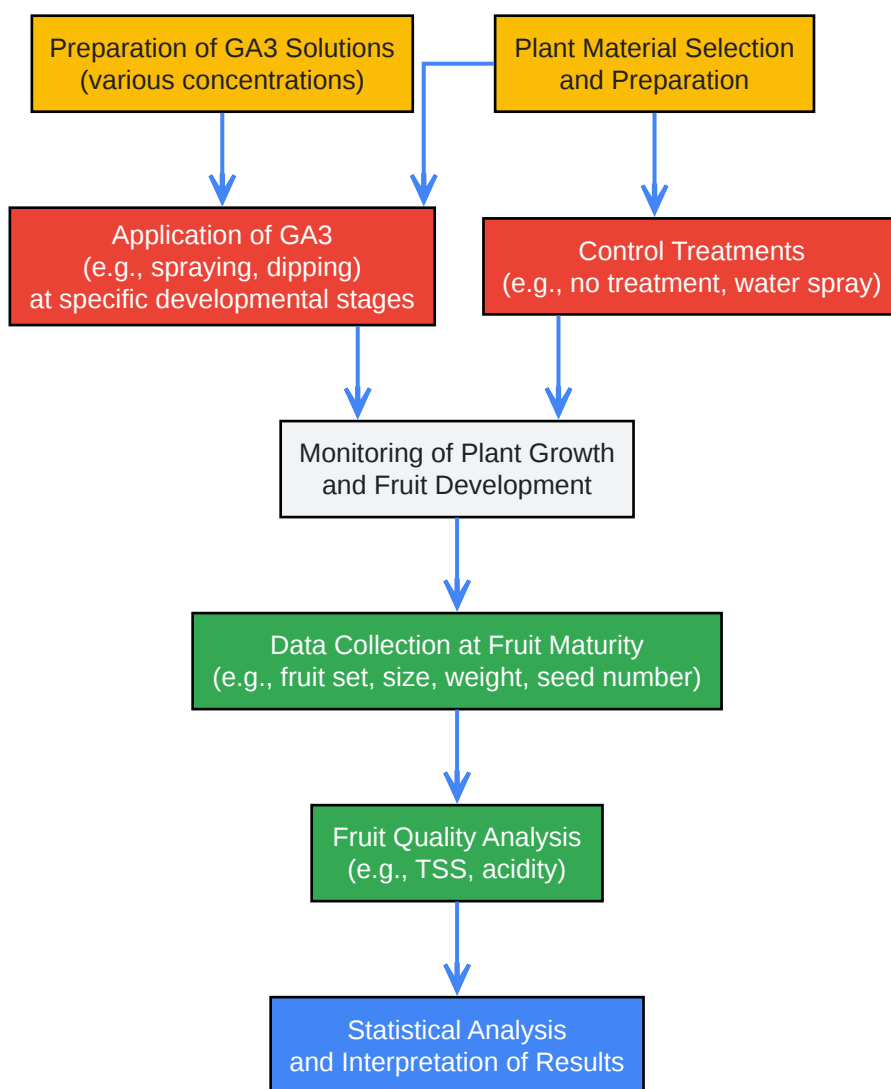 Preparation of GA3 Solutions
(various concentrations)
Plant Material Selection
and Preparation
Application of GA3
(e.g., spraying, dipping)
at specific developmental stages
Control Treatments
(e.g., no treatment, water spray)
Monitoring of Plant Growth
and Fruit Development
Data Collection at Fruit Maturity
(e.g., fruit set, size, weight, seed number)
Fruit Quality Analysis
(e.g., TSS, acidity)
Statistical Analysis
and Interpretation of Results